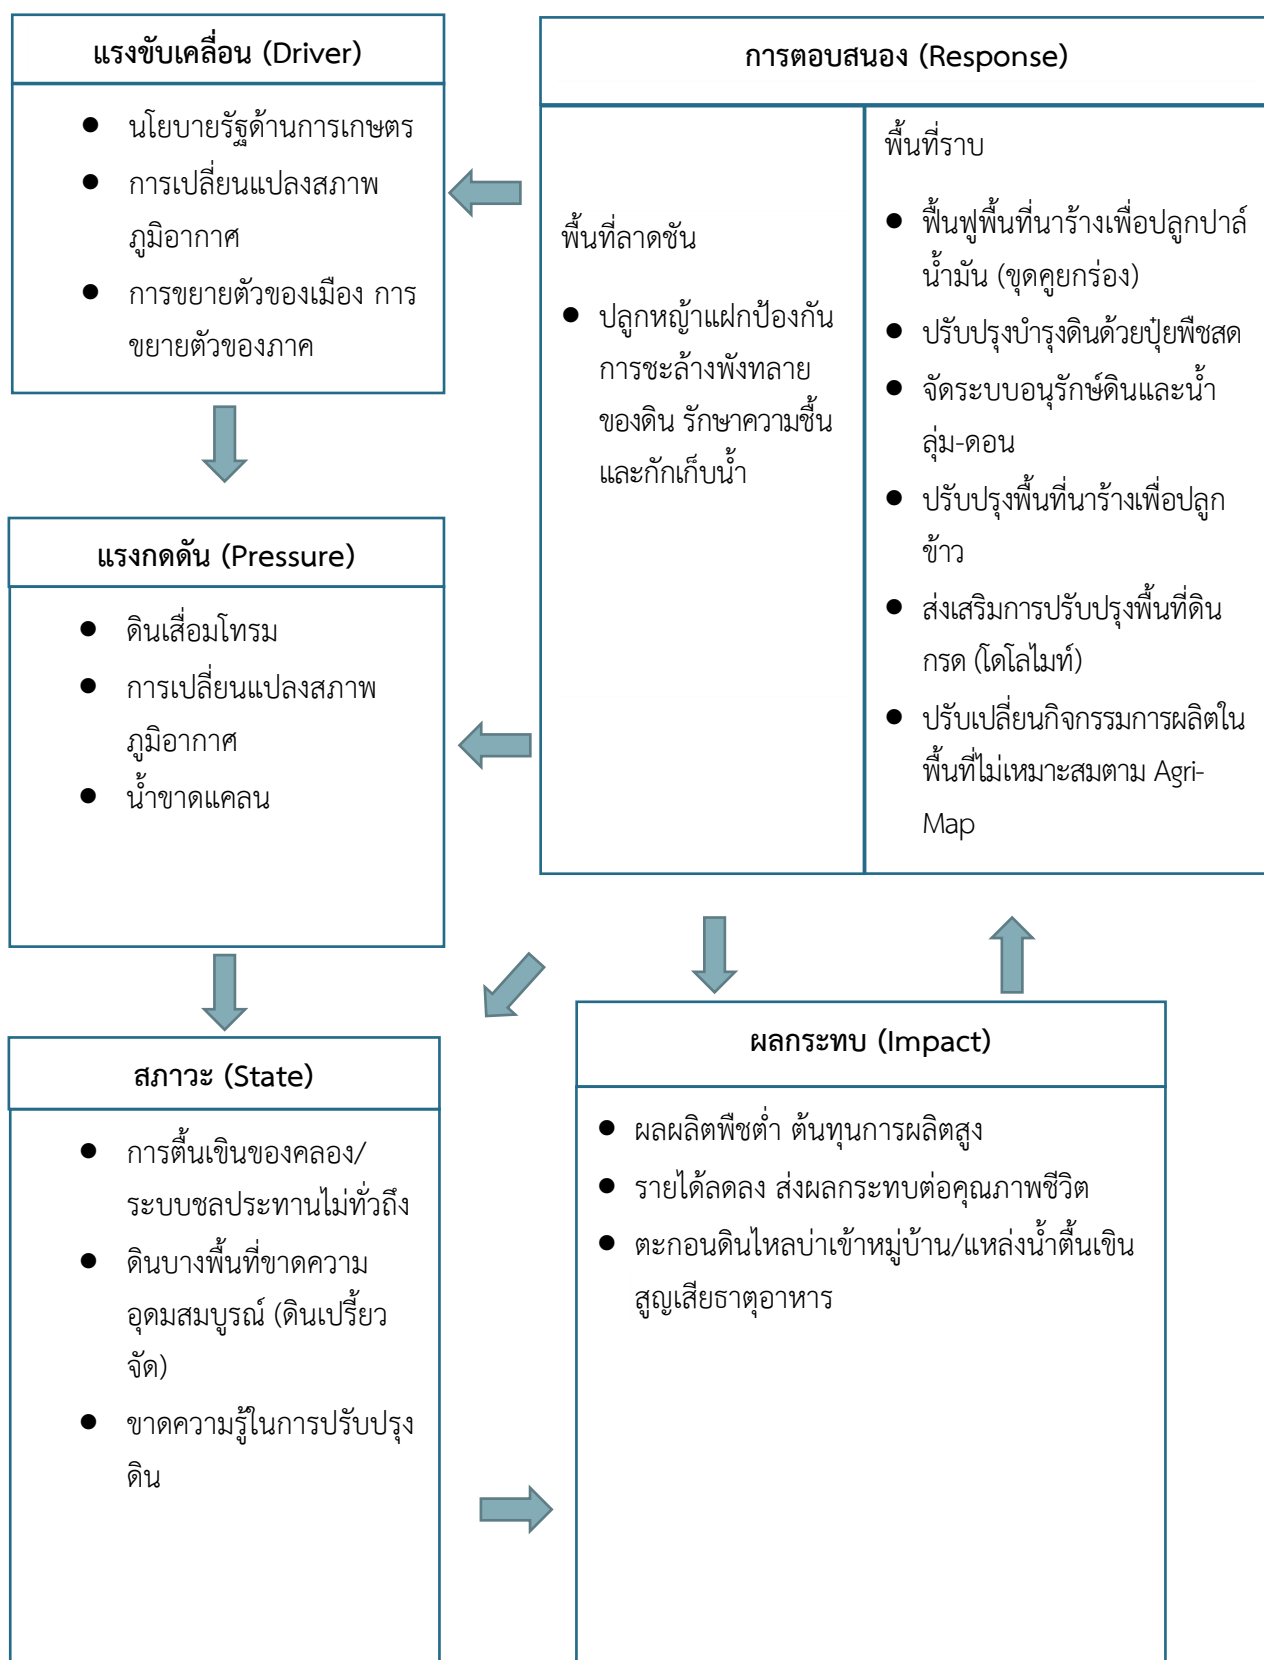 แรงขับเคลื่อน (Driver)
● นโยบายรัฐด้านการเกษตร
● การเปลี่ยนแปลงสภาพ
ภูมิอากาศ
● การขยายตัวของเมือง การ
ขยายตัวของภาค
การตอบสนอง (Response)
พื้นที่ลาดชัน
● ปลูกหญ้าแฝกป้องกัน
การชะล้างพังทลาย
ของดิน รักษาความชื้น
และกักเก็บน้ำ
พื้นที่ราบ
● ฟื้นฟูพื้นที่นาร้างเพื่อปลูกปาล์
น้ำมัน (ขุดคูยกร่อง)
● ปรับปรุงบำรุงดินด้วยปุ๋ยพืชสด
● จัดระบบอนุรักษ์ดินและน้ำ
ลุ่ม-ดอน
● ปรับปรุงพื้นที่นาร้างเพื่อปลูก
ข้าว
● ส่งเสริมการปรับปรุงพื้นที่ดิน
กรด (โดโลไมท์)
● ปรับเปลี่ยนกิจกรรมการผลิตใน
พื้นที่ไม่เหมาะสมตาม Agri-
Map
แรงกดดัน (Pressure)
● ดินเสื่อมโทรม
● การเปลี่ยนแปลงสภาพ
ภูมิอากาศ
● น้ำขาดแคลน
สภาวะ (State)
● การตื้นเขินของคลอง/
ระบบชลประทานไม่ทั่วถึง
● ดินบางพื้นที่ขาดความ
อุดมสมบูรณ์ (ดินเปรี้ยว
จัด)
● ขาดความรู้ในการปรับปรุง
ดิน
ผลกระทบ (Impact)
● ผลผลิตพืชต่ำ ต้นทุนการผลิตสูง
● รายได้ลดลง ส่งผลกระทบต่อคุณภาพชีวิต
● ตะกอนดินไหลบ่าเข้าหมู่บ้าน/แหล่งน้ำตื้นเขิน
สูญเสียธาตุอาหาร